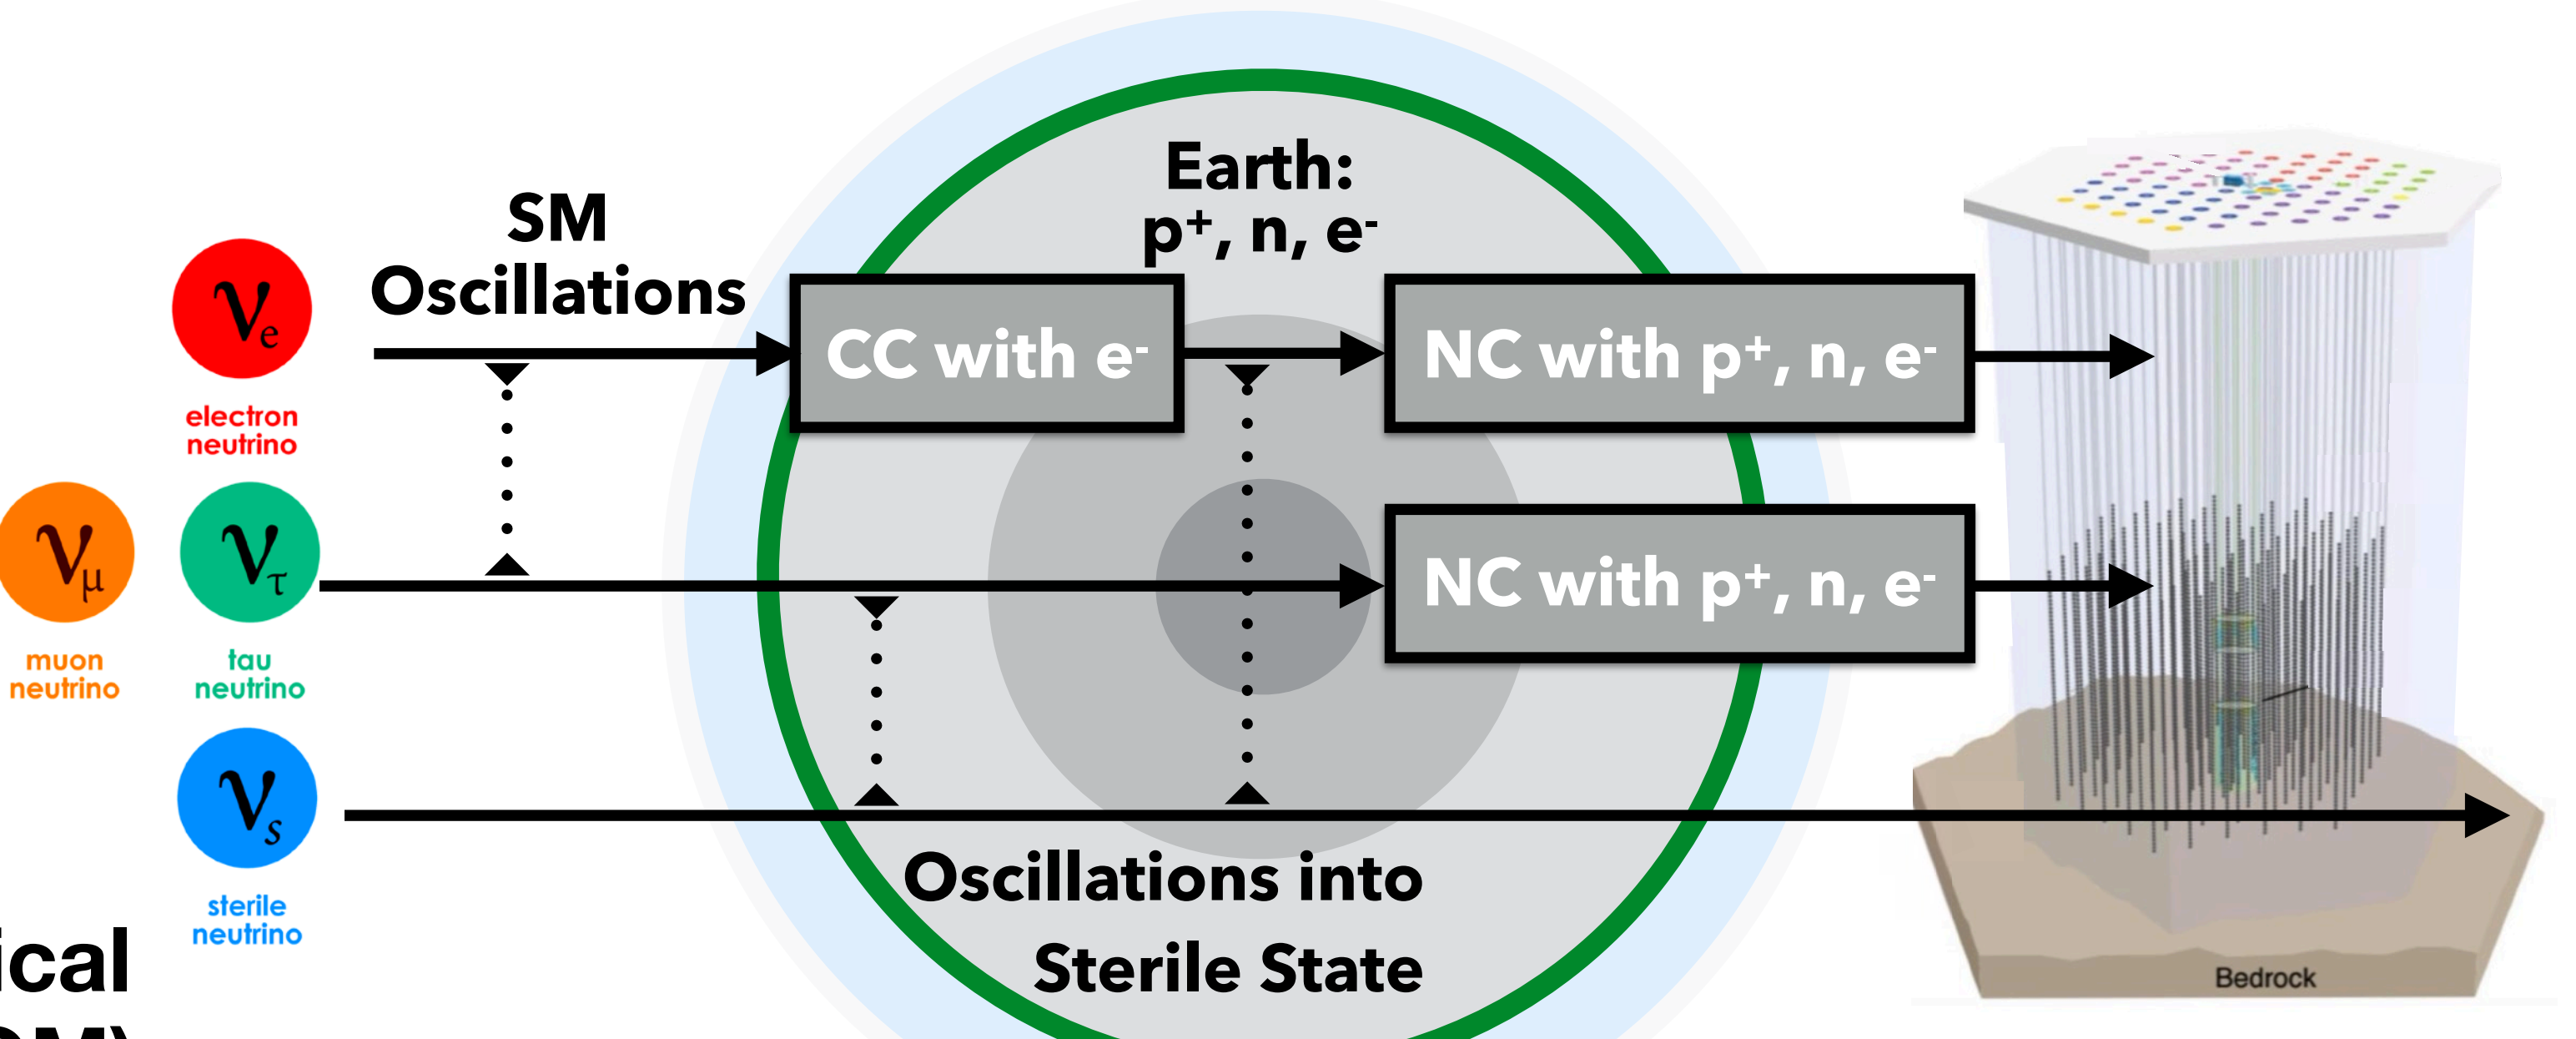 SM
Oscillations
Earth:
p⁺, n, e⁻
νe
electron
neutrino
CC with e⁻
NC with p⁺, n, e⁻
νμ
muon
neutrino
ντ
tau
neutrino
NC with p⁺, n, e⁻
νs
sterile
neutrino
Oscillations into
Sterile State
ical
Bedrock